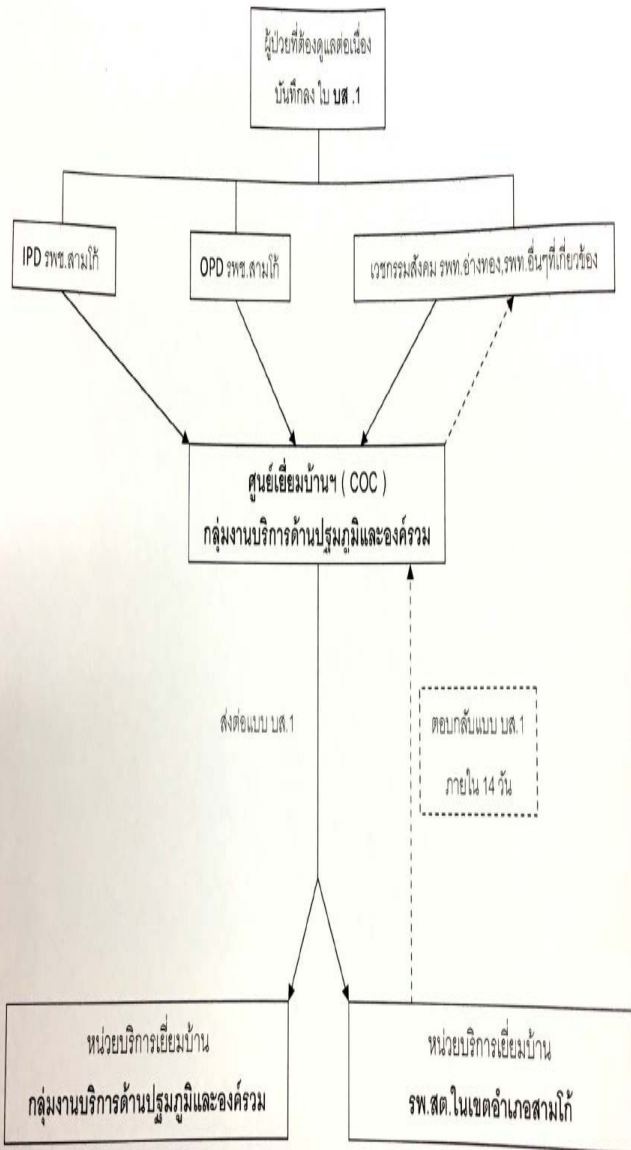 ผู้ป่วยที่ต้องดูแลต่อเนื่อง
บันทึกลง ใบ บส .1
IPD รพช.สามโก้
OPD รพช.สามโก้
เวชกรรมสังคม รพท.อ่างทอง,รพท.อื่นๆที่เกี่ยวข้อง
ศูนย์เยี่ยมบ้านฯ ( COC )
กลุ่มงานบริการด้านปฐมภูมิและองค์รวม
ส่งต่อแบบ บส.1
ตอบกลับแบบ บส.1
ภายใน 14 วัน
หน่วยบริการเยี่ยมบ้าน
กลุ่มงานบริการด้านปฐมภูมิและองค์รวม
หน่วยบริการเยี่ยมบ้าน
รพ.สต.ในเขตอำเภอสามโก้